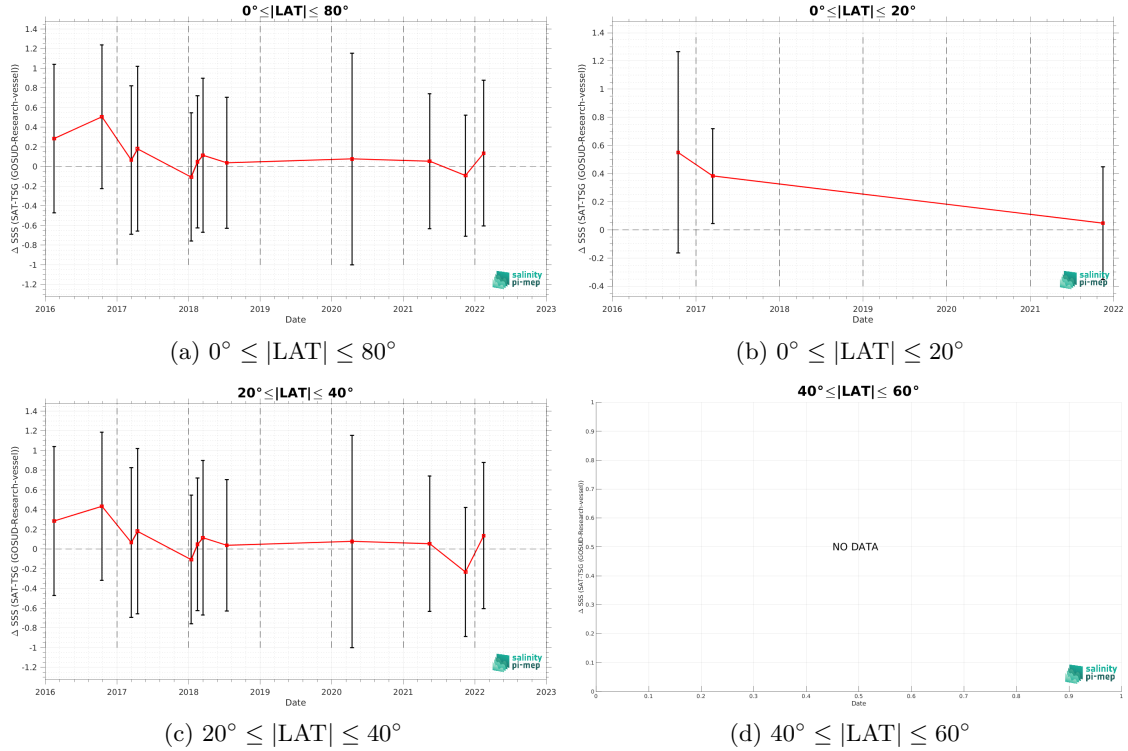 0°≤|LAT|≤ 80°
Δ SSS (SAT-TSG (GOSUD-Research-vessel))
1.4
1.2
1
0.8
0.6
0.4
0.2
0
-0.2
-0.4
-0.6
-0.8
-1
-1.2
2016 2017 2018 2019 2020 2021 2022 2023
Date
salinity
pi-mep
(a) 0° ≤ |LAT| ≤ 80°
0°≤|LAT|≤ 20°
Δ SSS (SAT-TSG (GOSUD-Research-vessel))
1.4
1.2
1
0.8
0.6
0.4
0.2
0
-0.2
-0.4
2016 2017 2018 2019 2020 2021 2022
Date
salinity
pi-mep
(b) 0° ≤ |LAT| ≤ 20°
20°≤|LAT|≤ 40°
Δ SSS (SAT-TSG (GOSUD-Research-vessel))
1.4
1.2
1
0.8
0.6
0.4
0.2
0
-0.2
-0.4
-0.6
-0.8
-1
-1.2
2016 2017 2018 2019 2020 2021 2022 2023
Date
salinity
pi-mep
(c) 20° ≤ |LAT| ≤ 40°
40°≤|LAT|≤ 60°
Δ SSS (SAT-TSG (GOSUD-Research-vessel))
1
0.9
0.8
0.7
0.6
0.5
0.4
0.3
0.2
0.1
0
NO DATA
0 0.1 0.2 0.3 0.4 0.5 0.6 0.7 0.8 0.9 1
Date
salinity
pi-mep
(d) 40° ≤ |LAT| ≤ 60°